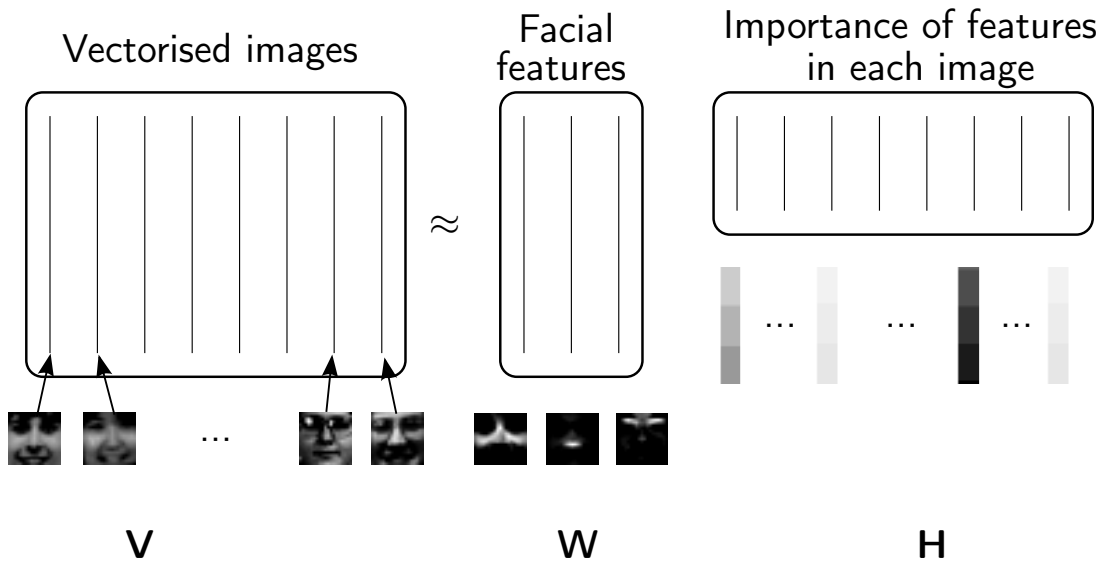 Vectorised images
Facial
features
Importance of features
in each image
≈
...
...
...
...
V
W
H